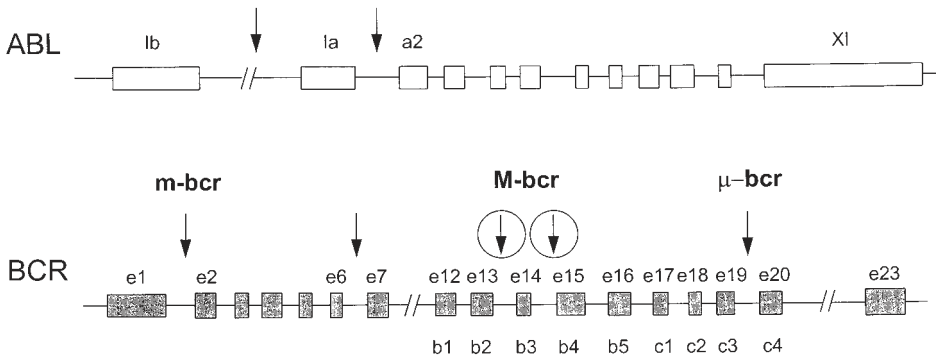 ABL Ib Ia a2 XI
m-bcr M-bcr μ–bcr
BCR e1 e2 e6 e7 e12 e13 e14 e15 e16 e17 e18 e19 e20 e23
b1 b2 b3 b4 b5 c1 c2 c3 c4